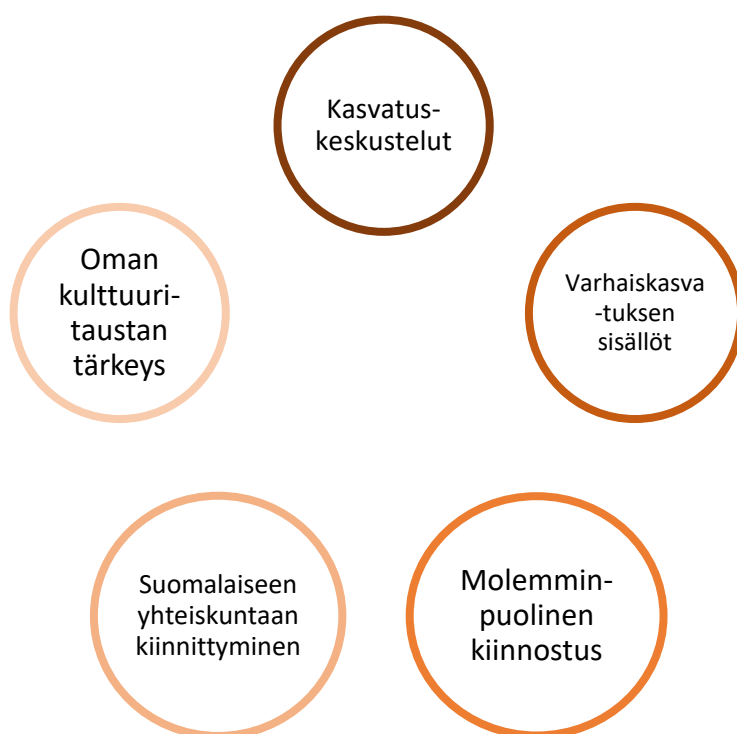 Kasvatus-
keskustelut
Oman
kulttuuri-
taustan
tärkeys
Varhaiskasva
-tuksen
sisällöt
Suomalaiseen
yhteiskuntaan
kiinnittyminen
Molemmin-
puolinen
kiinnostus